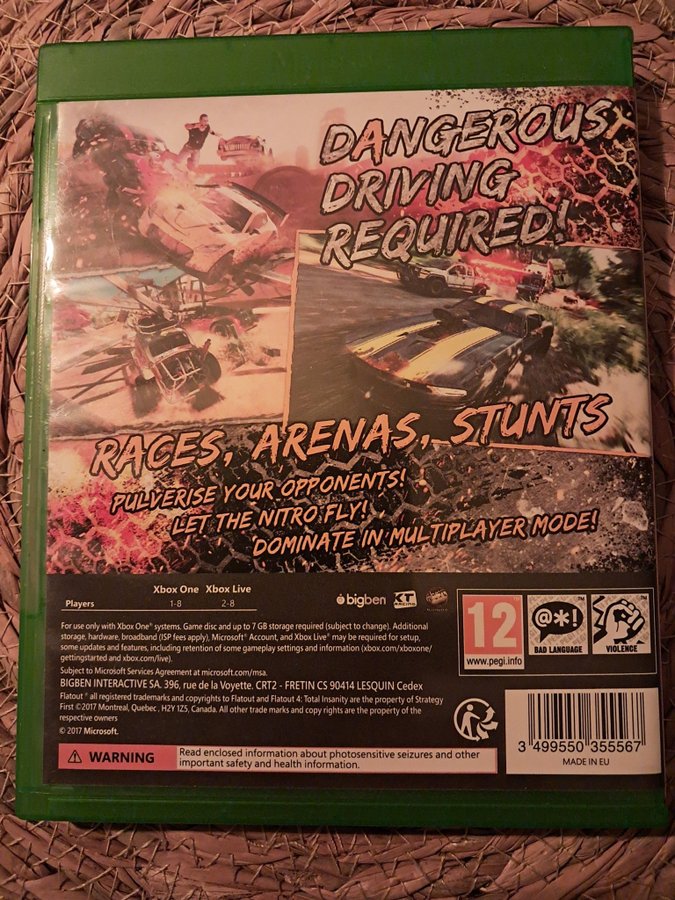 DANGEROUS
DRIVING
REQUIRED!
RACES, ARENAS, STUNTS
PULVERISE YOUR OPPONENTS!
LET THE NITRO FLY!
DOMINATE IN MULTIPLAYER MODE!
Xbox One Xbox Live
Players 1-8 2-8
bigben KT RACING
12
www.pegi.info
@*!
BAD LANGUAGE
VIOLENCE
For use only with Xbox One® systems. Game disc and up to 7 GB storage required (subject to change). Additional
storage, hardware, broadband (ISP fees apply), Microsoft® Account, and Xbox Live® may be required for setup,
some updates and features, including retention of some gameplay settings and information (xbox.com/xboxone/
gettingstarted and xbox.com/live).
Subject to Microsoft Services Agreement at microsoft.com/msa.
BIGBEN INTERACTIVE SA. 396, rue de la Voyette. CRT2 - FRETIN CS 90414 LESQUIN Cedex
Flatout ® all registered trademarks and copyrights to Flatout and Flatout 4: Total Insanity are the property of Strategy
First ©2017 Montreal, Quebec , H2Y 1Z5, Canada. All other trade marks and copy rights are the property of the
respective owners
© 2017 Microsoft.
WARNING
Read enclosed information about photosensitive seizures and other
important safety and health information.
3 499550 355567
MADE IN EU